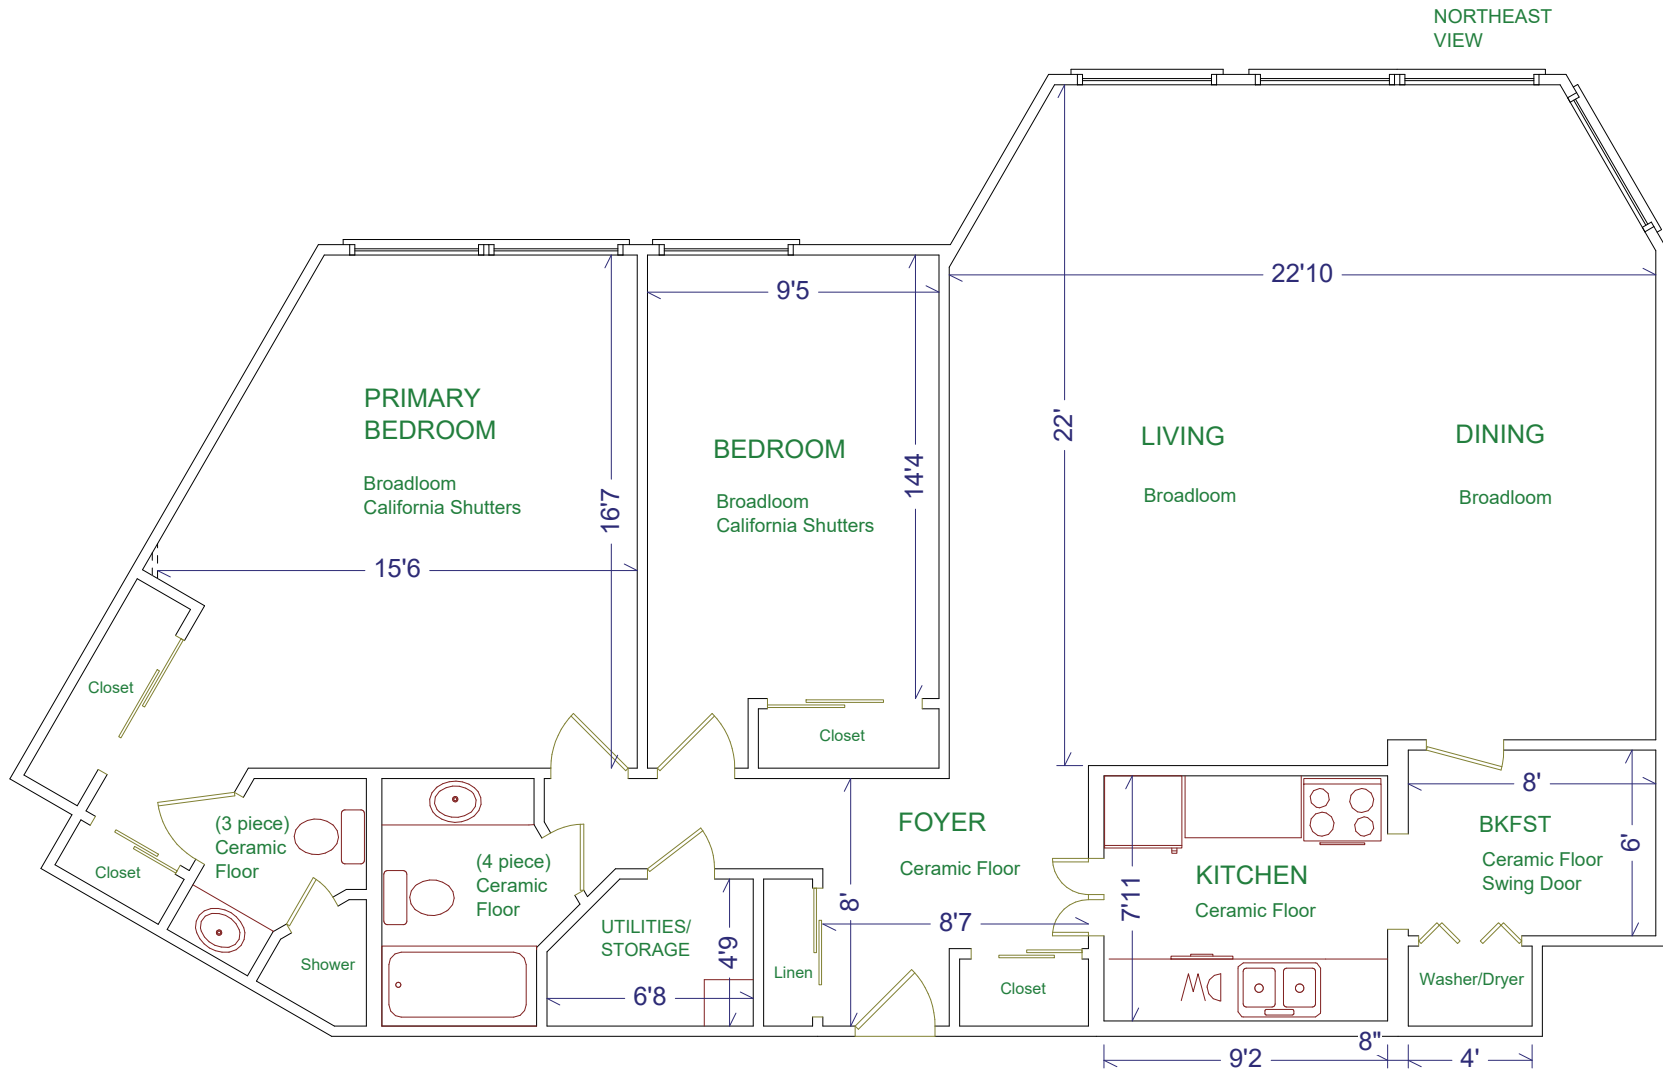 NORTHEAST
VIEW
22'10
9'5
PRIMARY
BEDROOM
Broadloom
California Shutters
16'7
15'6
BEDROOM
Broadloom
California Shutters
14'4
22'
LIVING
Broadloom
DINING
Broadloom
Closet
Closet
(3 piece)
Ceramic
Floor
Closet
Shower
(4 piece)
Ceramic
Floor
UTILITIES/
STORAGE
4'9
6'8
Linen
8'
FOYER
Ceramic Floor
8'7
Closet
7'11
KITCHEN
Ceramic Floor
DW
8'
BKFST
Ceramic Floor
Swing Door
6'
Washer/Dryer
9'2
8"
4'